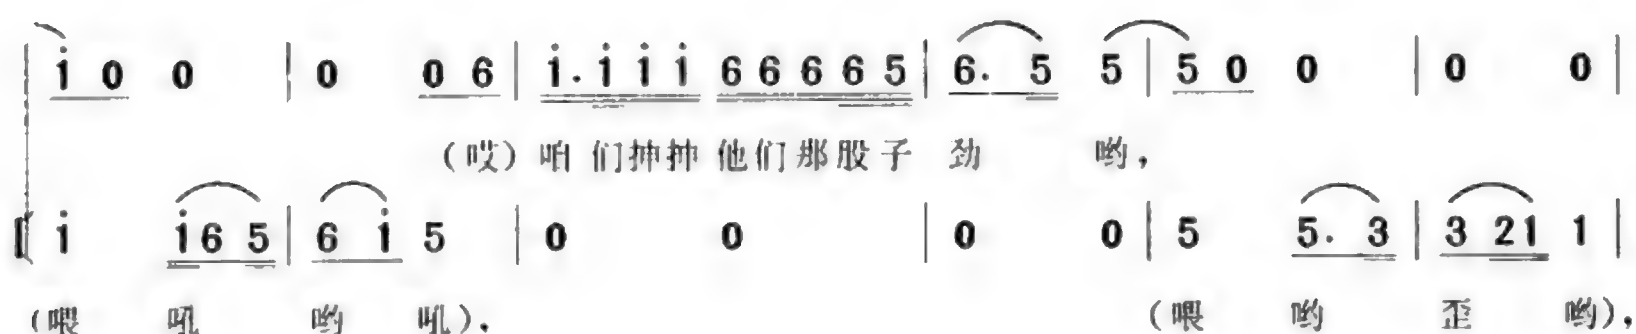 i 0 0 | 0 0 6 | i. i i i 6 6 6 6 5 | 6. 5 5 | 5 0 0 | 0 0 |
(哎) 咱们抻抻他们那股子 劲 哟,
i i 6 5 | 6 i 5 | 0 0 | 0 0 | 5 5. 3 | 3 2 1 1 |
(喂 吼 哟 吼), (喂 哟 歪 哟),